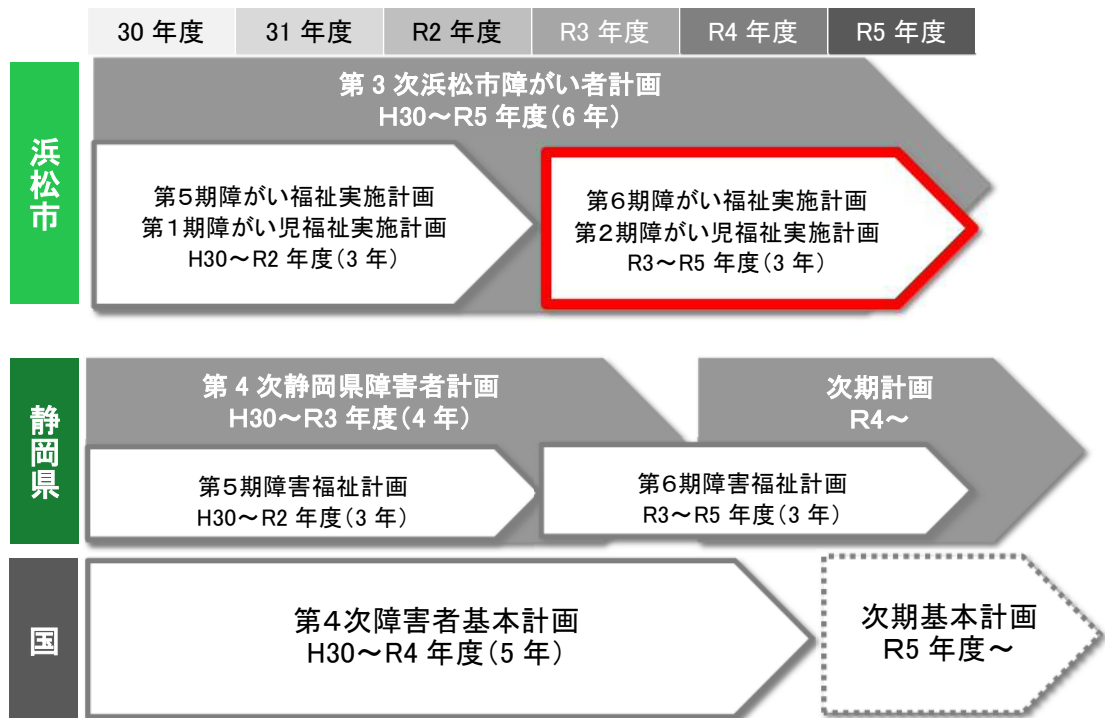 30 年度 31 年度 R2 年度 R3 年度 R4 年度 R5 年度
浜松市
第 3 次浜松市障がい者計画
H30～R5 年度(6 年)
第5期障がい福祉実施計画
第1期障がい児福祉実施計画
H30～R2 年度(3 年)
第6期障がい福祉実施計画
第2期障がい児福祉実施計画
R3～R5 年度(3 年)
静岡県
第 4 次静岡県障害者計画
H30～R3 年度(4 年)
次期計画
R4～
第5期障害福祉計画
H30～R2 年度(3 年)
第6期障害福祉計画
R3～R5 年度(3 年)
国
第4次障害者基本計画
H30～R4 年度(5 年)
次期基本計画
R5 年度～